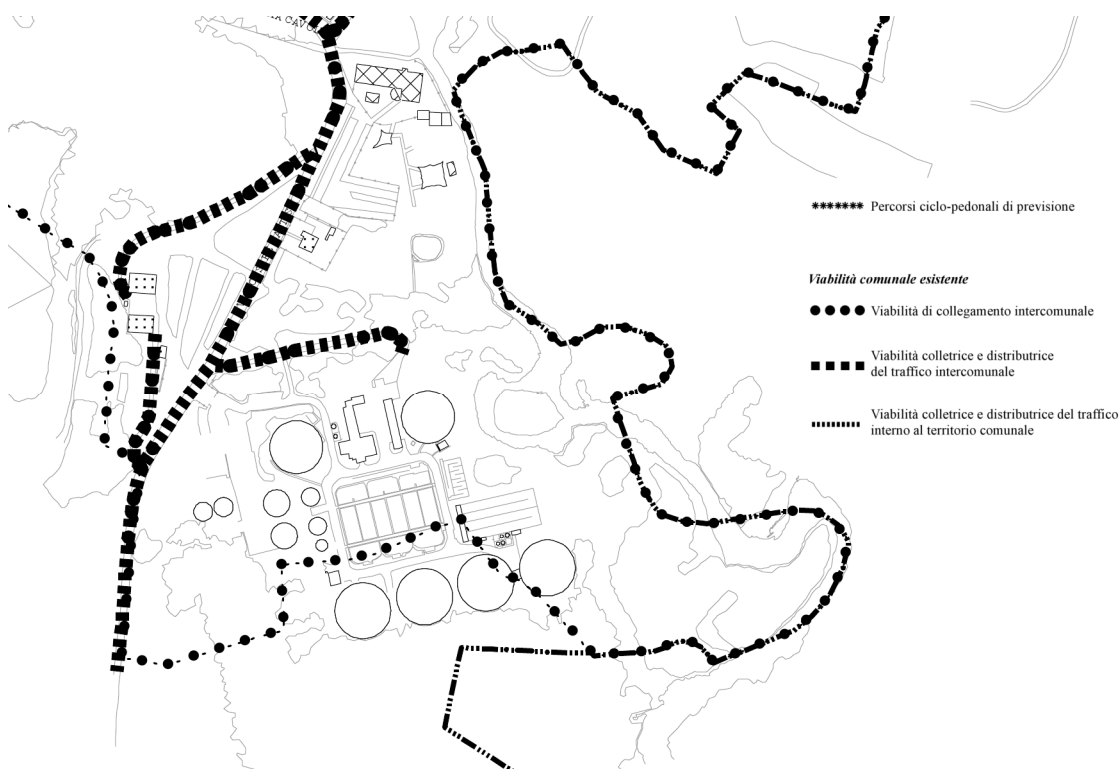 Percorsi ciclo-pedonali di previsione
Viabilità comunale esistente
Viabilità di collegamento intercomunale
Viabilità colletrice e distributrice
del traffico intercomunale
Viabilità colletrice e distributrice del traffico
interno al territorio comunale